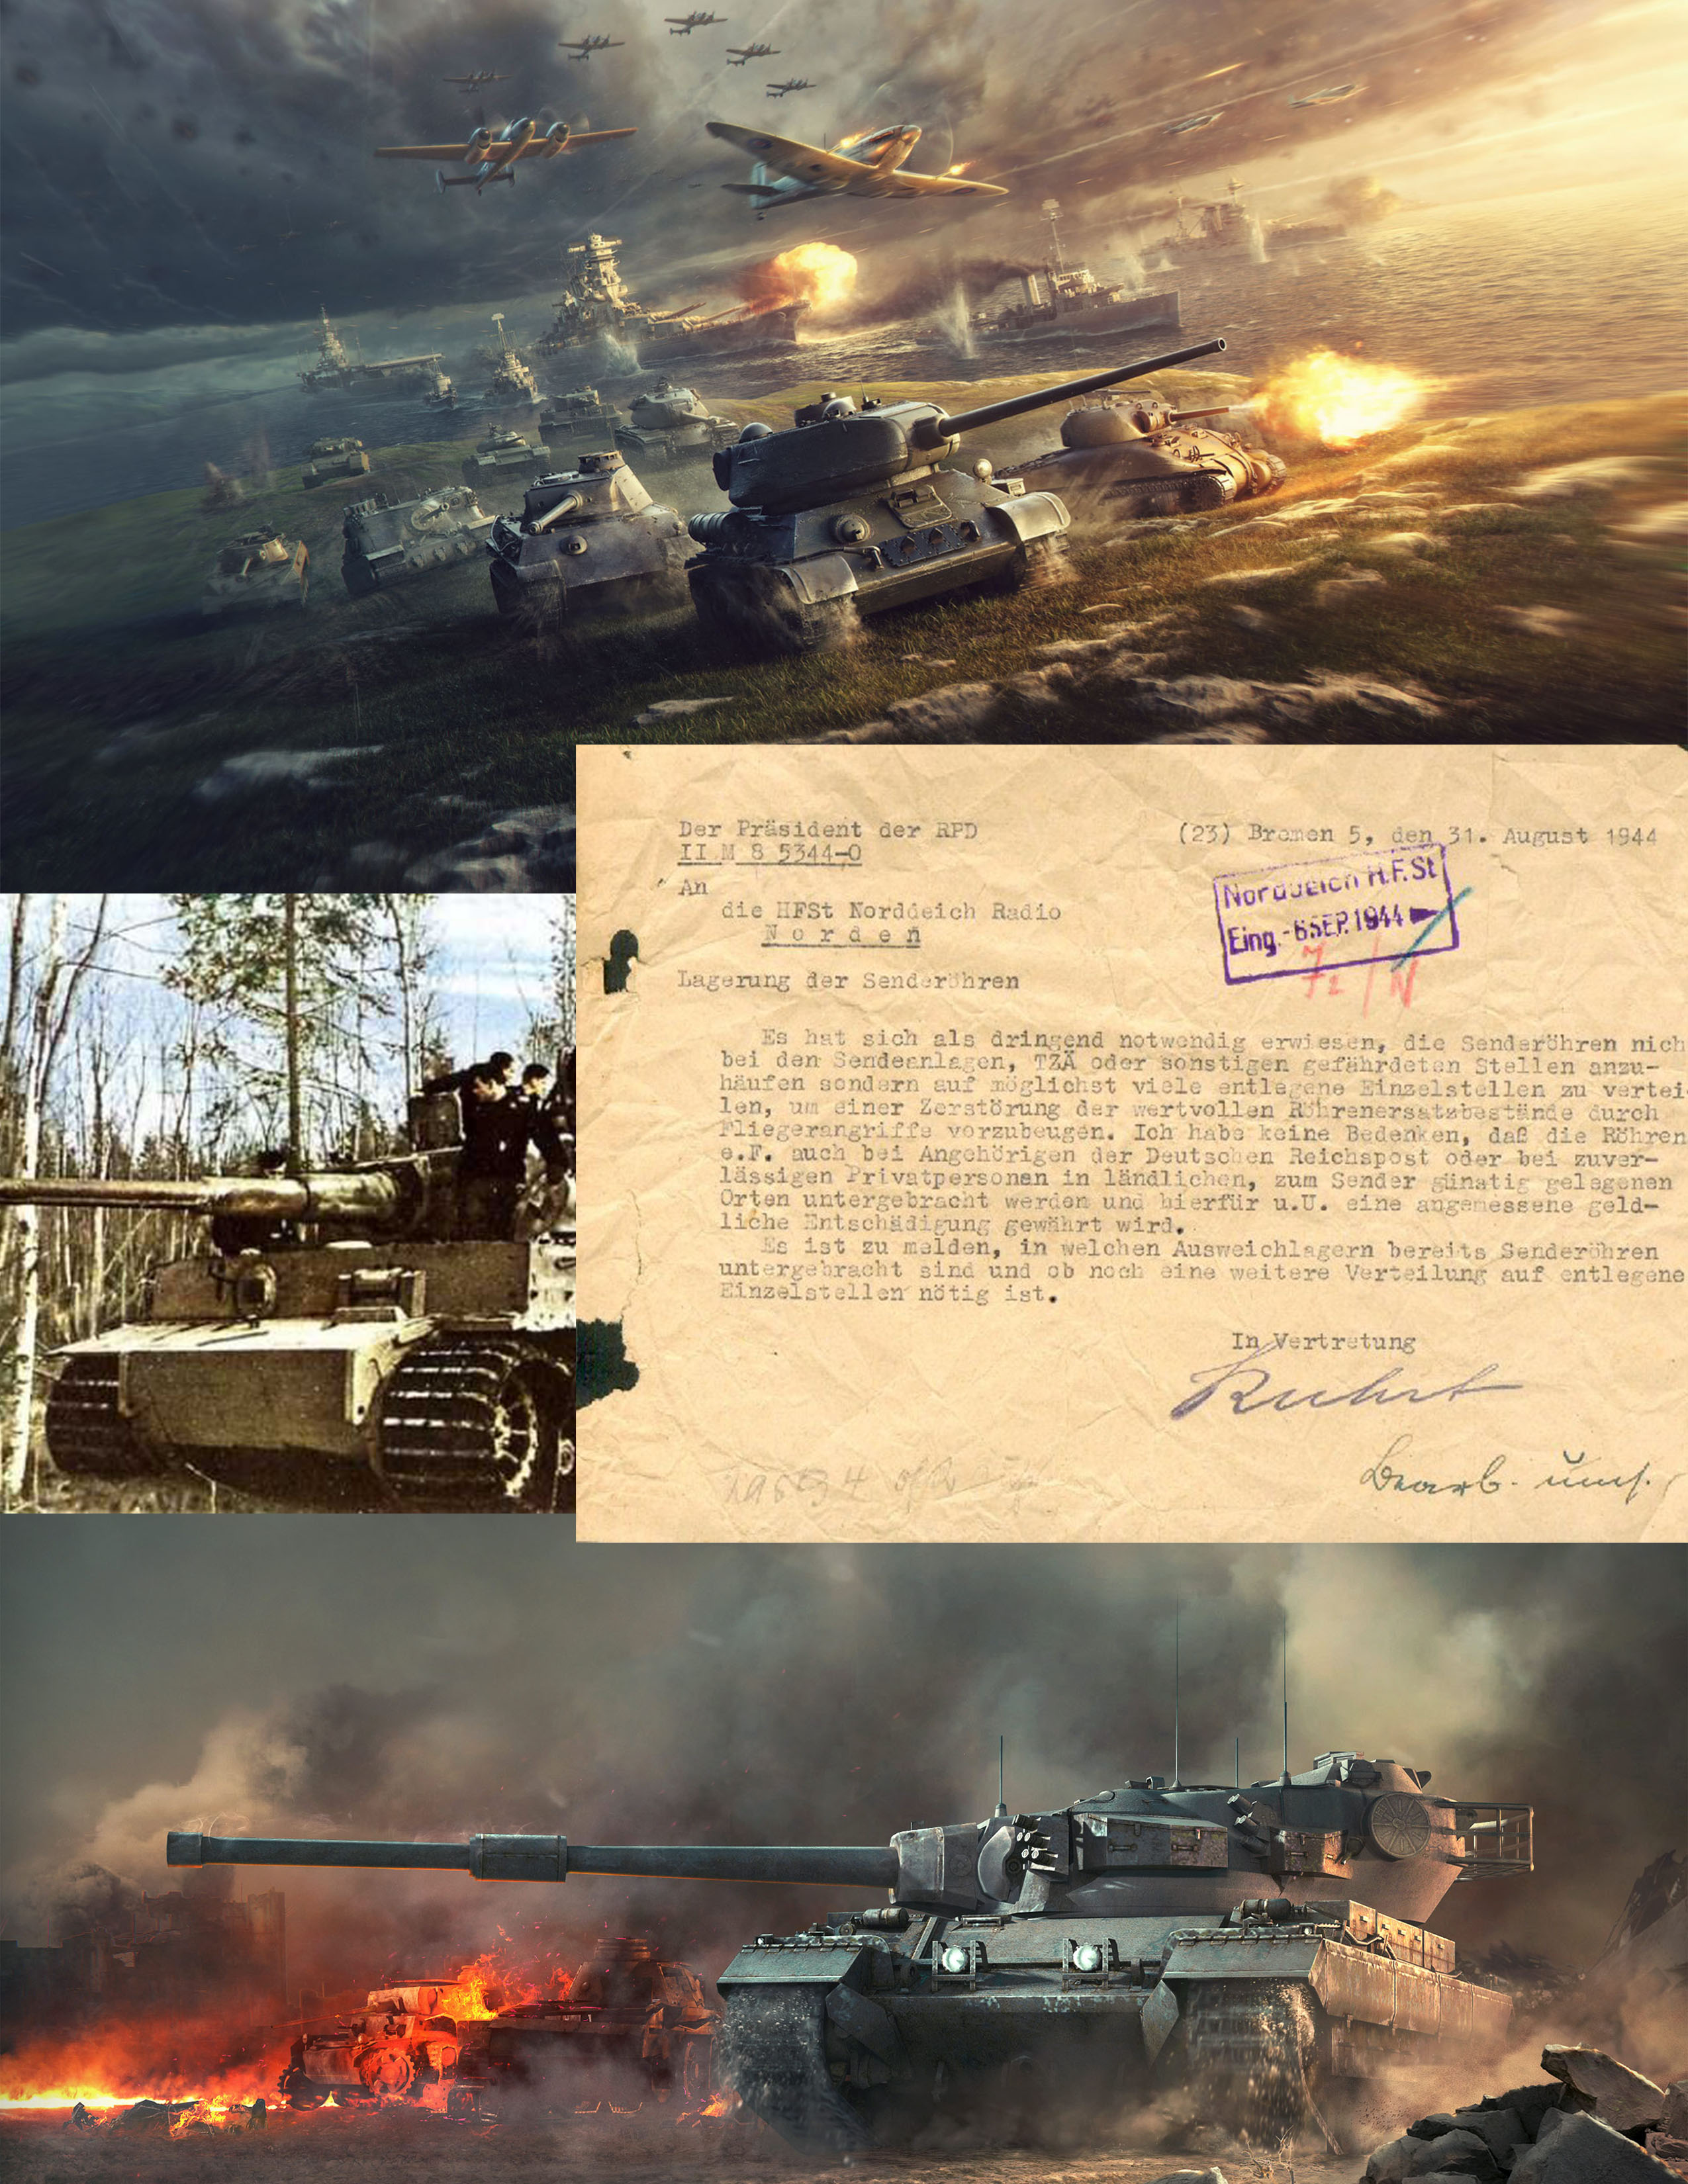 Der Präsident der RPD
II M 8 5344-0
(23) Bremen 5, den 31. August 1944
An
die HFSt Norddeich Radio
Norden
Norddeich H.F.St
Eing.-6.SEP.1944
Lagerung der Senderöhren
Es hat sich als dringend notwendig erwiesen, die Senderöhren nich
bei den Sendeanlagen, TZÄ oder sonstigen gefährdeten Stellen anzu-
häufen sondern auf möglichst viele entlegene Einzelstellen zu vertei-
len, um einer Zerstörung der wertvollen Röhrenersatzbestände durch
Fliegerangriffe vorzubeugen. Ich habe keine Bedenken, daß die Röhren
e.F. auch bei Angehörigen der Deutschen Reichspost oder bei zuver-
lässigen Privatpersonen in ländlichen, zum Sender günstig gelegenen
Orten untergebracht werden und hierfür u.U. eine angemessene geld-
liche Entschädigung gewährt wird.
Es ist zu melden, in welchen Ausweichlagern bereits Senderöhren
untergebracht sind und ob noch eine weitere Verteilung auf entlegene
Einzelstellen nötig ist.
In Vertretung
Ruhrt